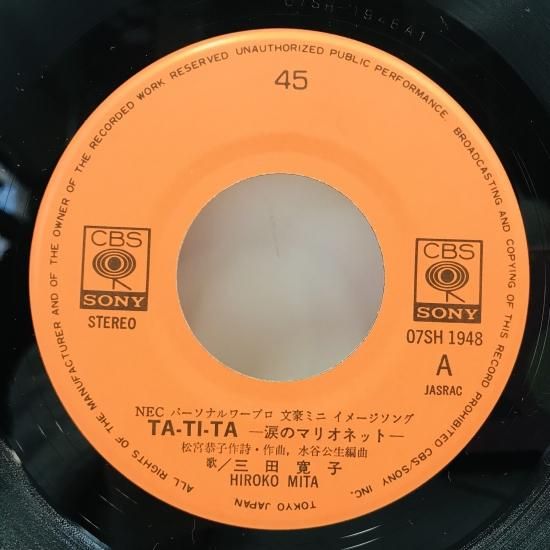 07SH-1948A1
ALL RIGHTS OF THE MANUFACTURER AND OF THE OWNER OF THE RECORDED WORK RESERVED UNAUTHORIZED PUBLIC PERFORMANCE. BROADCASTING AND COPYING OF THIS RECORD PROHIBITED CBS/SONY INC. TOKYO JAPAN
45
CBS
SONY
STEREO
CBS
SONY
07SH 1948
A
JASRAC
NEC パーソナルワープロ 文豪ミニ イメージソング
TA-TI-TA ―涙のマリオネット―
松宮恭子作詩・作曲, 水谷公生編曲
歌/三田寛子
HIROKO MITA